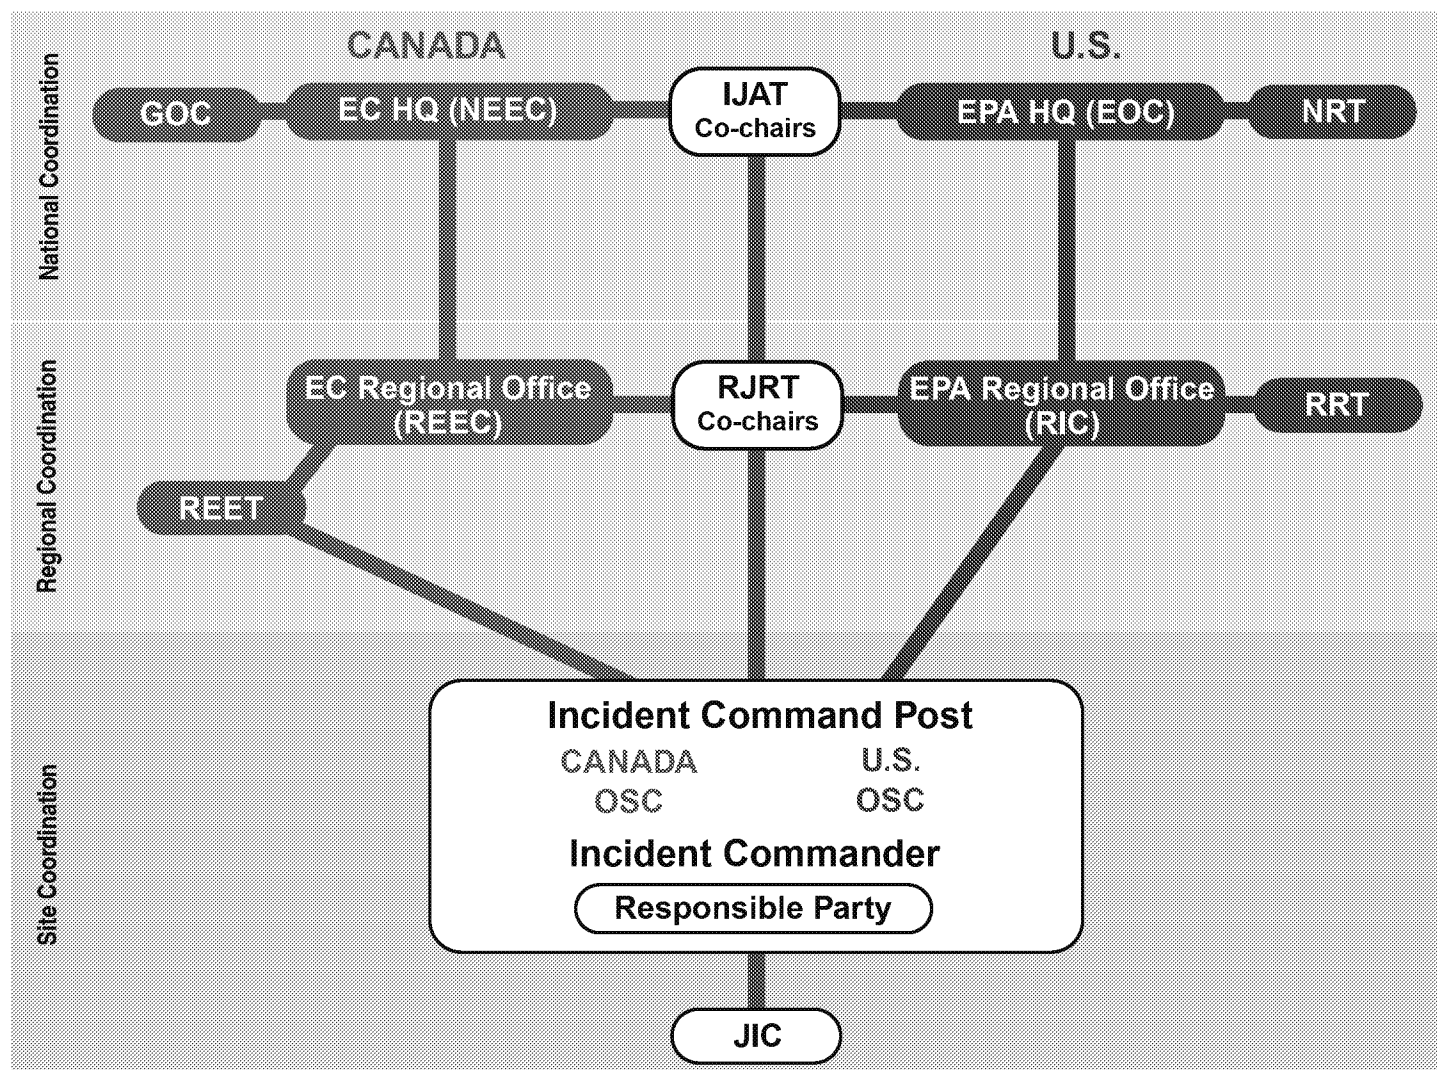 CANADA
U.S.
National Coordination
GOC
EC HQ (NEEC)
IJAT
Co-chairs
EPA HQ (EOC)
NRT
Regional Coordination
EC Regional Office
(REEC)
RJRT
Co-chairs
EPA Regional Office
(RIC)
RRT
REET
Site Coordination
Incident Command Post
CANADA
OSC
U.S.
OSC
Incident Commander
Responsible Party
JIC